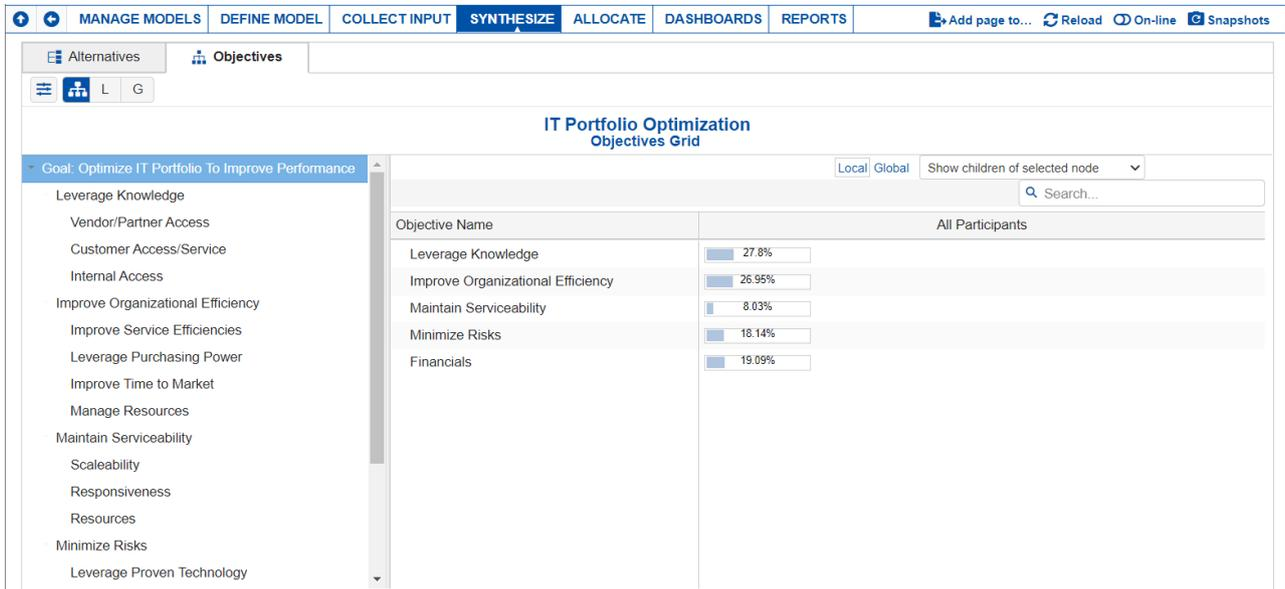 MANAGE MODELS DEFINE MODEL COLLECT INPUT SYNTHESIZE ALLOCATE DASHBOARDS REPORTS Add page to... Reload On-line Snapshots
Alternatives Objectives
L G
IT Portfolio Optimization
Objectives Grid
Goal: Optimize IT Portfolio To Improve Performance
Leverage Knowledge
Vendor/Partner Access
Customer Access/Service
Internal Access
Improve Organizational Efficiency
Improve Service Efficiencies
Leverage Purchasing Power
Improve Time to Market
Manage Resources
Maintain Serviceability
Scaleability
Responsiveness
Resources
Minimize Risks
Leverage Proven Technology
Local Global Show children of selected node
Search...
Objective Name All Participants
Leverage Knowledge 27.8%
Improve Organizational Efficiency 26.95%
Maintain Serviceability 8.03%
Minimize Risks 18.14%
Financials 19.09%